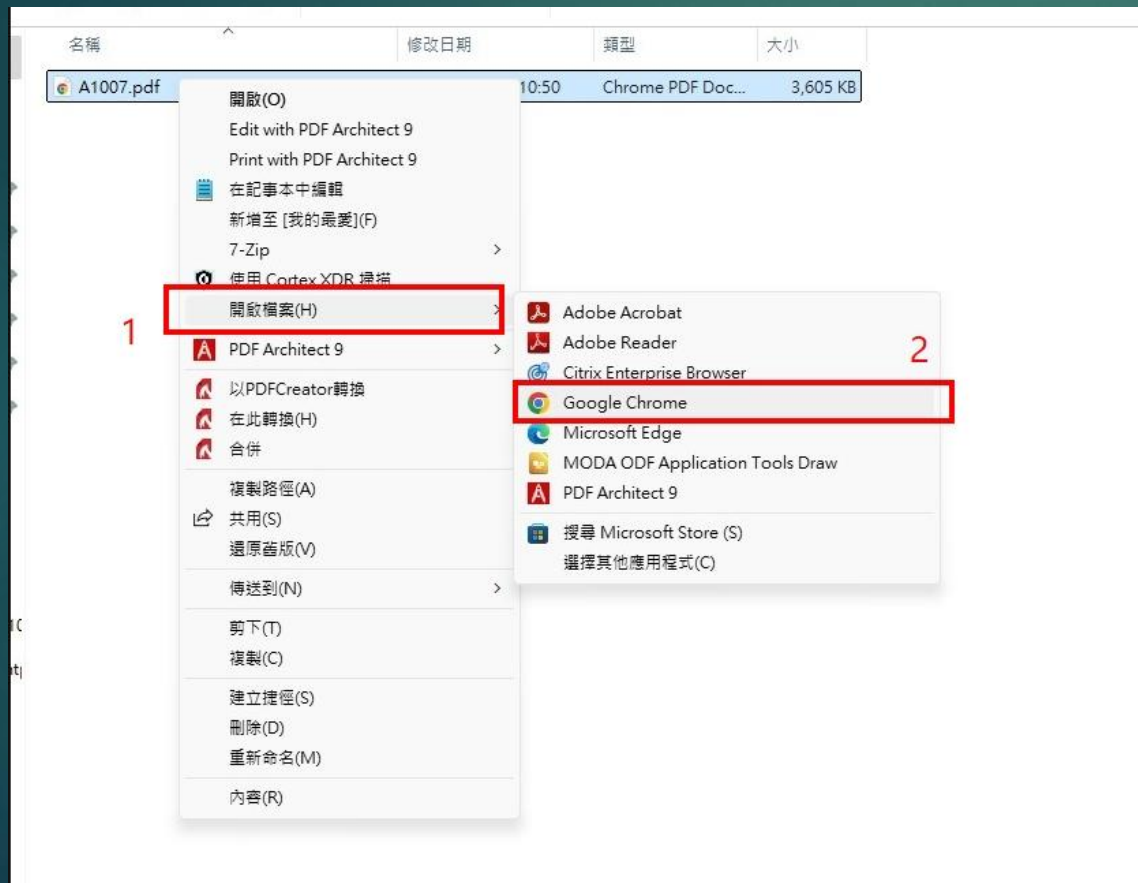 名稱 修改日期 類型 大小
A1007.pdf 10:50 Chrome PDF Doc... 3,605 KB
開啟(O)
Edit with PDF Architect 9
Print with PDF Architect 9
在記事本中編輯
新增至 [我的最愛](F)
7-Zip
使用 Cortex XDR 掃描
1
開啟檔案(H)
PDF Architect 9
以PDFCreator轉換
在此轉換(H)
合併
複製路徑(A)
共用(S)
還原舊版(V)
傳送到(N)
剪下(T)
複製(C)
建立捷徑(S)
刪除(D)
重新命名(M)
內容(R)
Adobe Acrobat
Adobe Reader
2
Citrix Enterprise Browser
Google Chrome
Microsoft Edge
MODA ODF Application Tools Draw
PDF Architect 9
搜尋 Microsoft Store (S)
選擇其他應用程式(C)